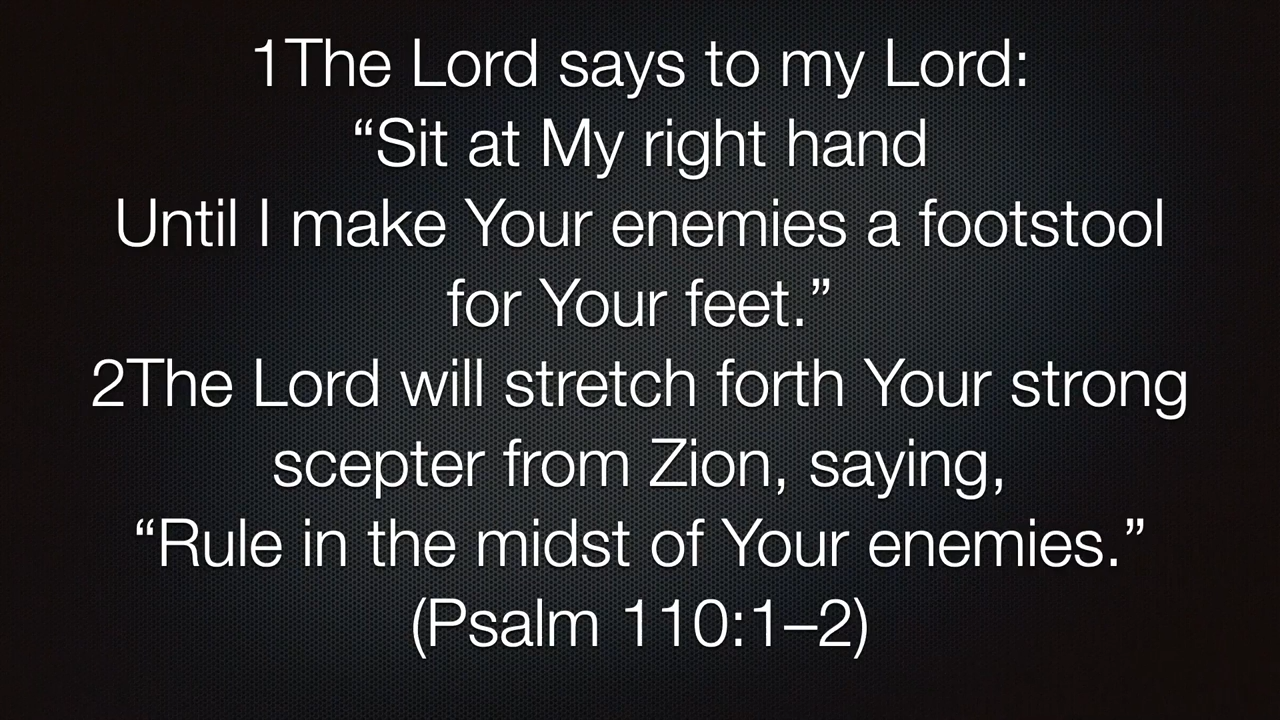 1The Lord says to my Lord:
“Sit at My right hand
Until I make Your enemies a footstool
for Your feet.”
2The Lord will stretch forth Your strong
scepter from Zion, saying,
“Rule in the midst of Your enemies.”
(Psalm 110:1–2)